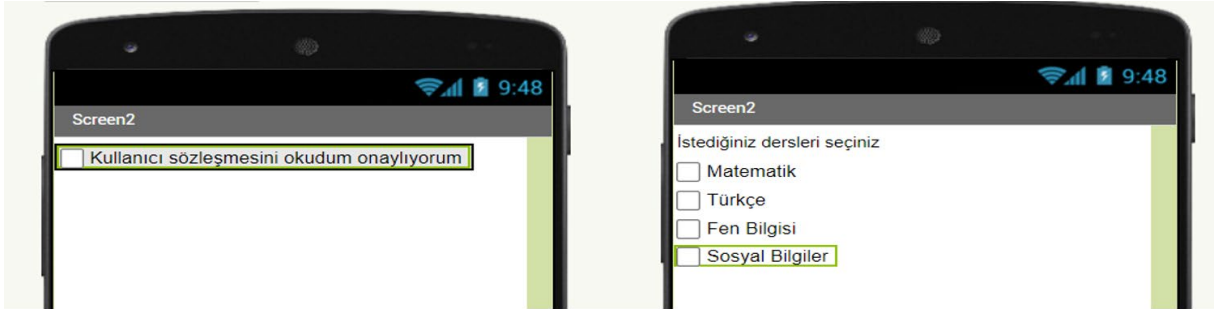 9:48
Screen2
Kullanıcı sözleşmesini okudum onaylıyorum
9:48
Screen2
İstediğiniz dersleri seçiniz
Matematik
Türkçe
Fen Bilgisi
Sosyal Bilgiler